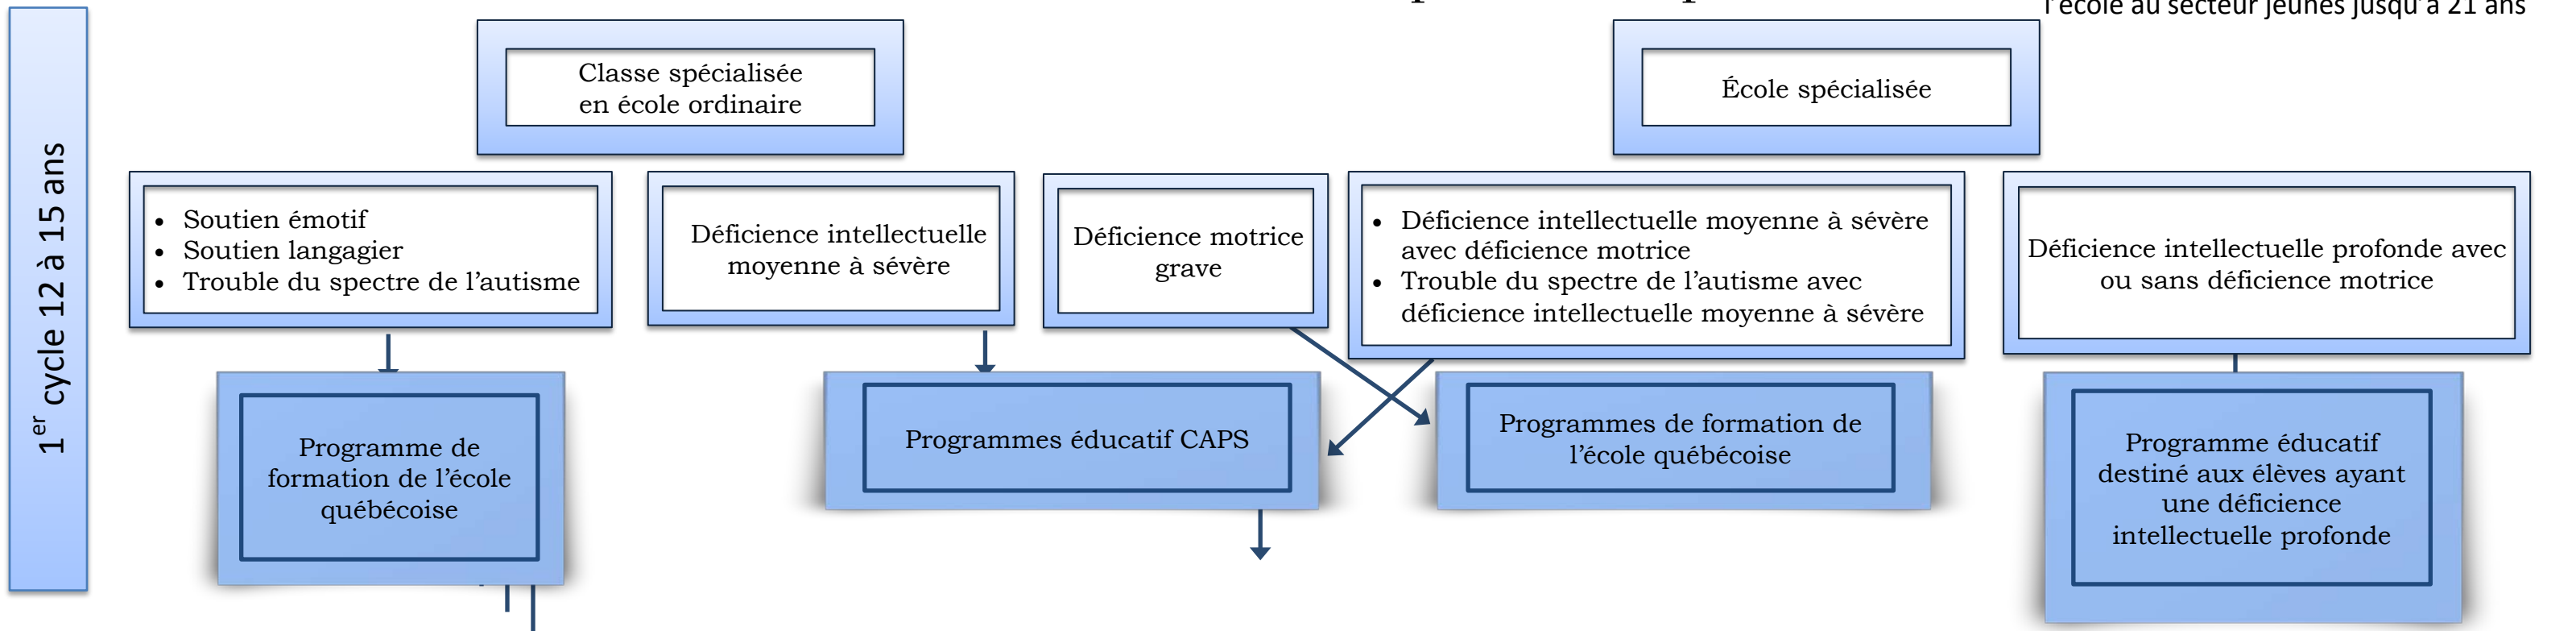 l'école au secteur jeunes jusqu'à 21 ans
Classe spécialisée
en école ordinaire
École spécialisée
1er cycle 12 à 15 ans
• Soutien émotif
• Soutien langagier
• Trouble du spectre de l'autisme
Déficience intellectuelle
moyenne à sévère
Déficience motrice
grave
• Déficience intellectuelle moyenne à sévère
avec déficience motrice
• Trouble du spectre de l'autisme avec
déficience intellectuelle moyenne à sévère
Déficience intellectuelle profonde avec
ou sans déficience motrice
Programme de
formation de l'école
québécoise
Programmes éducatif CAPS
Programmes de formation de
l'école québécoise
Programme éducatif
destiné aux élèves ayant
une déficience
intellectuelle profonde